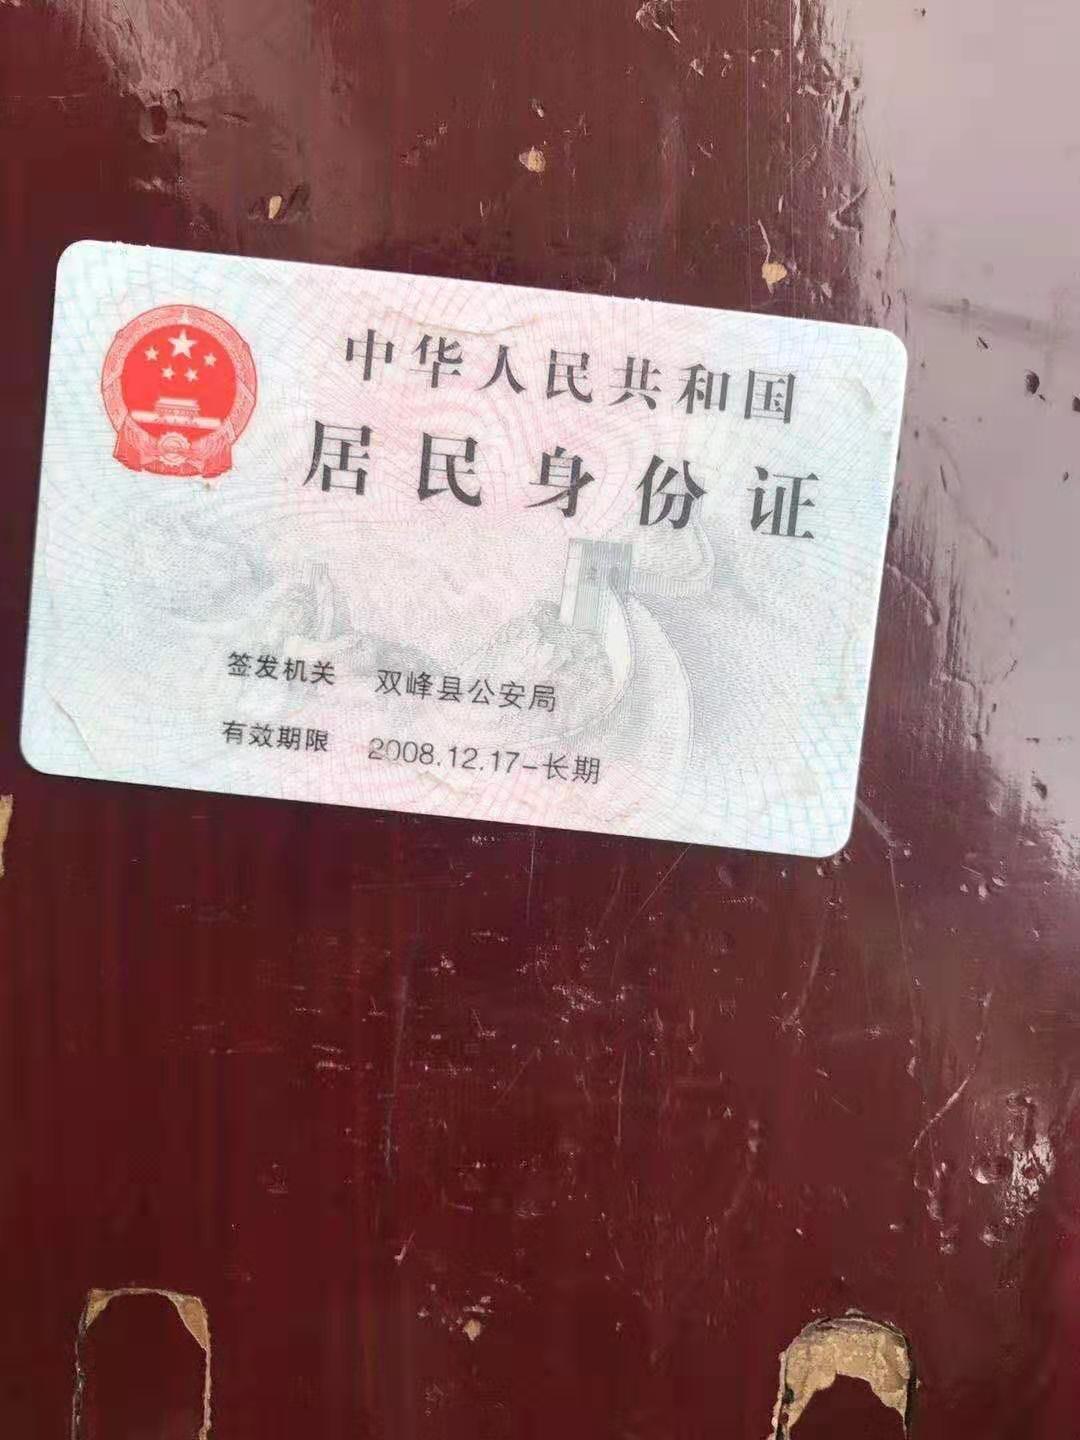 中华人民共和国
居民身份证
签发机关 双峰县公安局
有效期限 2008.12.17-长期